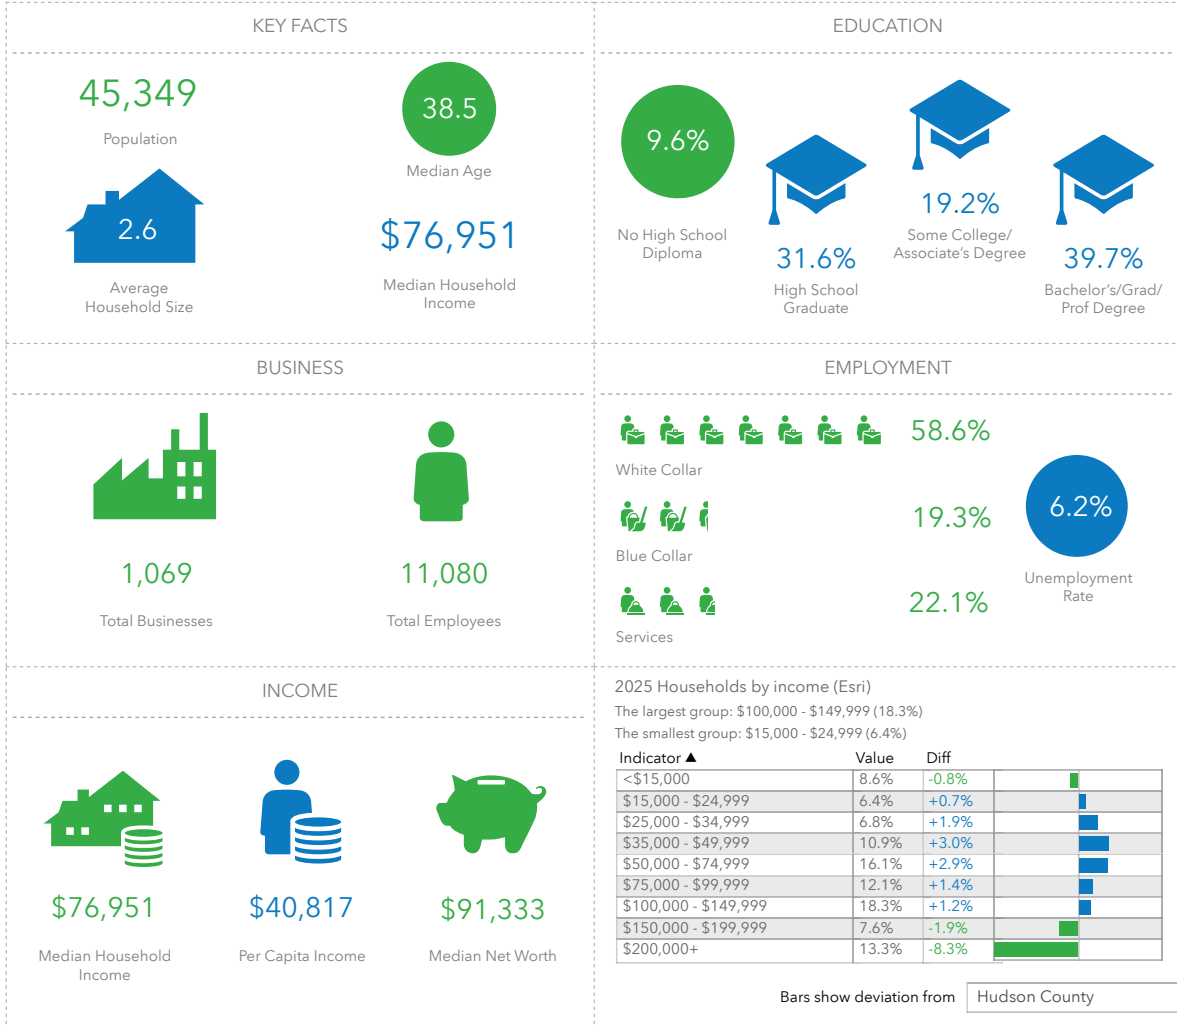 KEY FACTS
45,349
Population
38.5
Median Age
2.6
Average
Household Size
$76,951
Median Household
Income
EDUCATION
9.6%
No High School
Diploma
31.6%
High School
Graduate
19.2%
Some College/
Associate's Degree
39.7%
Bachelor's/Grad/
Prof Degree
BUSINESS
1,069
Total Businesses
11,080
Total Employees
EMPLOYMENT
58.6%
White Collar
19.3%
Blue Collar
22.1%
Services
6.2%
Unemployment
Rate
INCOME
$76,951
Median Household
Income
$40,817
Per Capita Income
$91,333
Median Net Worth
2025 Households by income (Esri)
The largest group: $100,000 - $149,999 (18.3%)
The smallest group: $15,000 - $24,999 (6.4%)
Indicator ▲ Value Diff
<$15,000 8.6% -0.8%
$15,000 - $24,999 6.4% +0.7%
$25,000 - $34,999 6.8% +1.9%
$35,000 - $49,999 10.9% +3.0%
$50,000 - $74,999 16.1% +2.9%
$75,000 - $99,999 12.1% +1.4%
$100,000 - $149,999 18.3% +1.2%
$150,000 - $199,999 7.6% -1.9%
$200,000+ 13.3% -8.3%
Bars show deviation from Hudson County